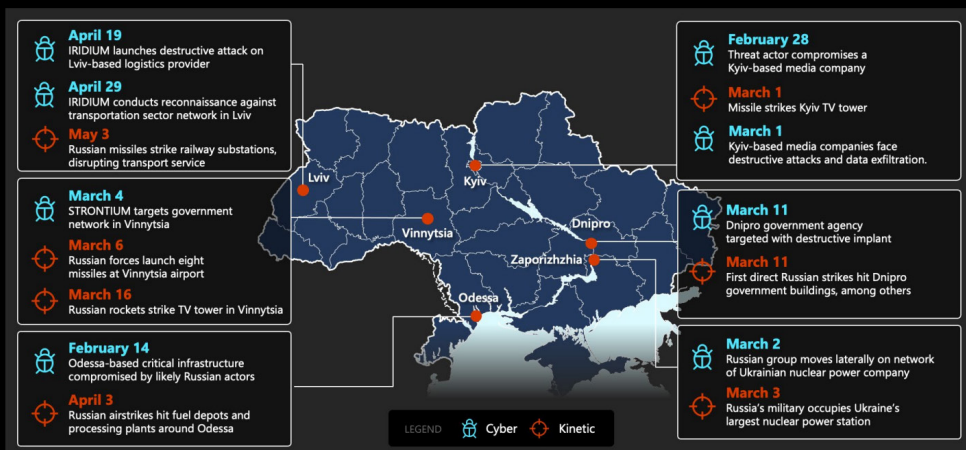 April 19
IRIDIUM launches destructive attack on
Lviv-based logistics provider
April 29
IRIDIUM conducts reconnaissance against
transportation sector network in Lviv
May 3
Russian missiles strike railway substations,
disrupting transport service
March 4
STRONTIUM targets government
network in Vinnytsia
March 6
Russian forces launch eight
missiles at Vinnytsia airport
March 16
Russian rockets strike TV tower in Vinnytsia
February 14
Odessa-based critical infrastructure
compromised by likely Russian actors
April 3
Russian airstrikes hit fuel depots and
processing plants around Odessa
Lviv
Kyiv
Vinnytsia
Dnipro
Zaporizhzhia
Odessa
February 28
Threat actor compromises a
Kyiv-based media company
March 1
Missile strikes Kyiv TV tower
March 1
Kyiv-based media companies face
destructive attacks and data exfiltration.
March 11
Dnipro government agency
targeted with destructive implant
March 11
First direct Russian strikes hit Dnipro
government buildings, among others
March 2
Russian group moves laterally on network
of Ukrainian nuclear power company
March 3
Russia's military occupies Ukraine's
largest nuclear power station
LEGEND Cyber Kinetic